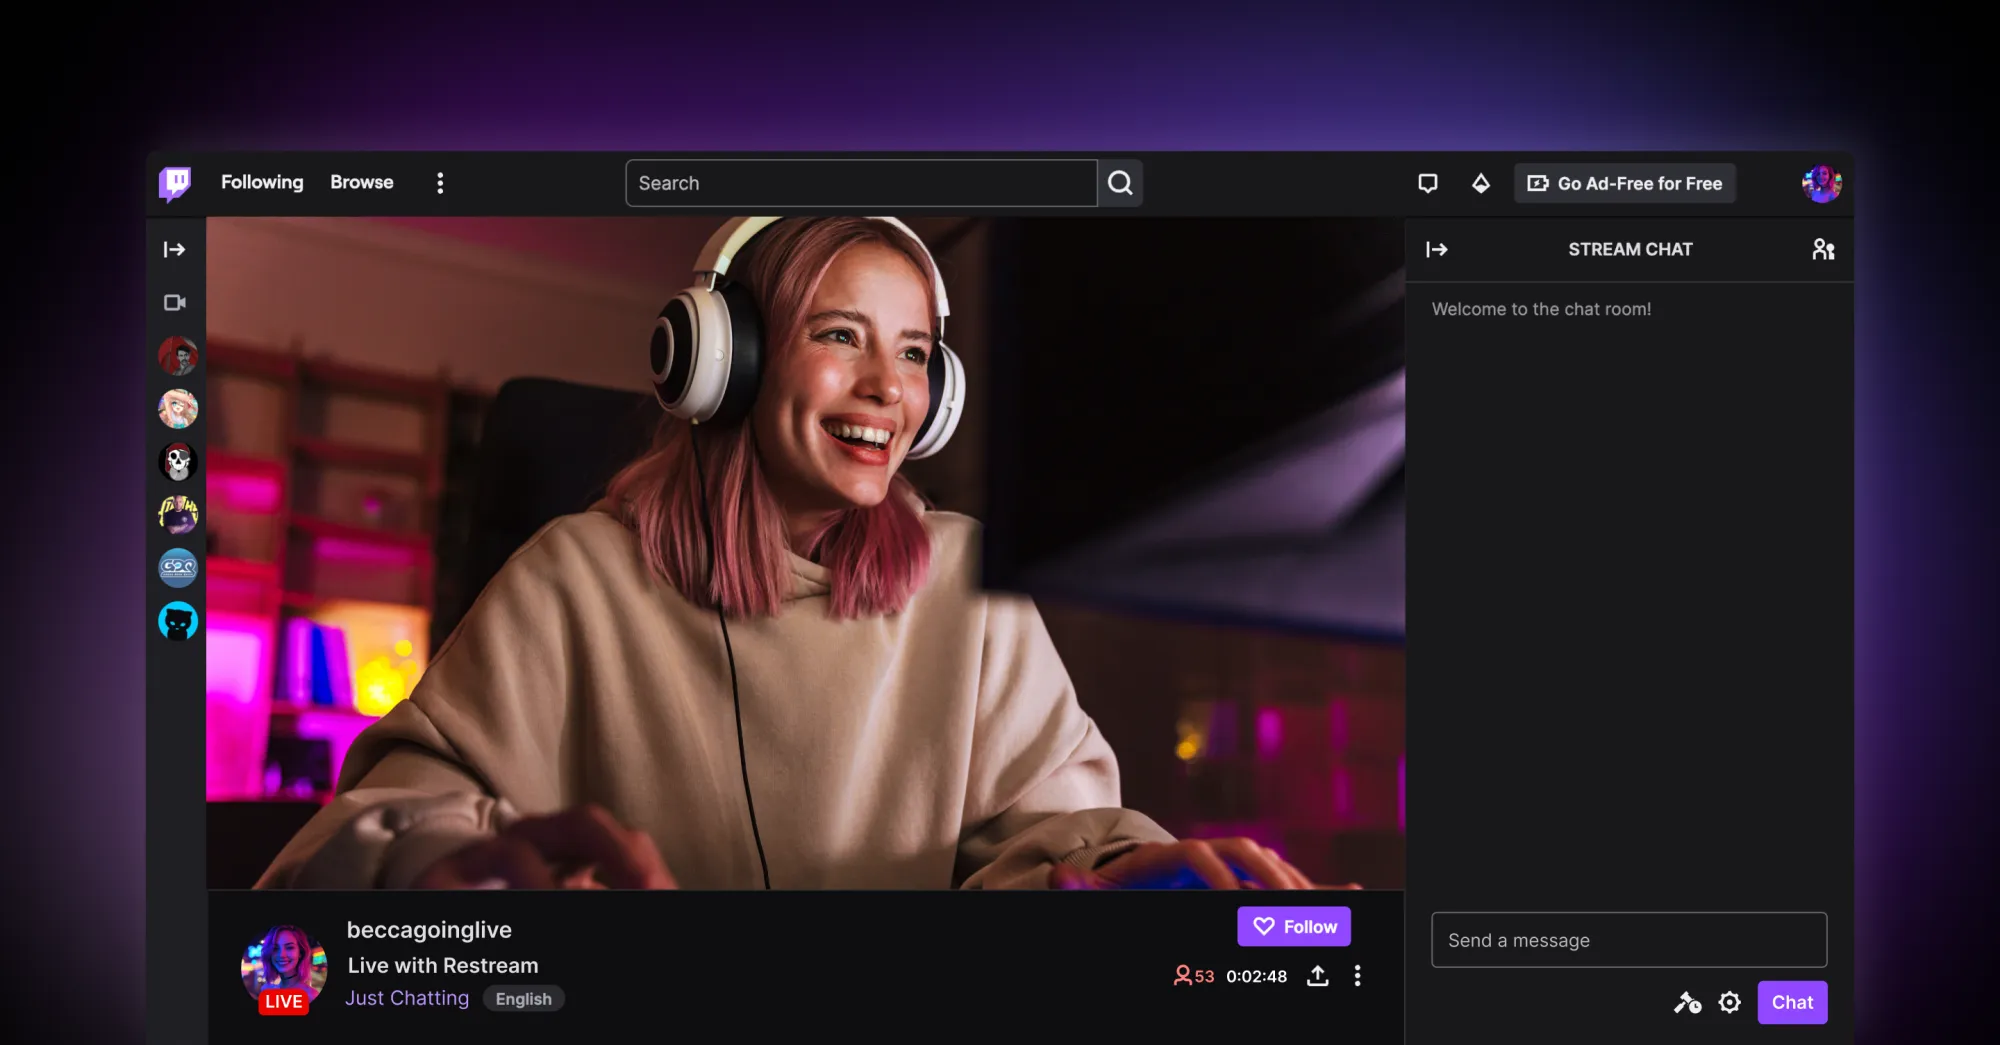 Following Browse
Search
Go Ad-Free for Free
STREAM CHAT
Welcome to the chat room!
beccagoinglive
Live with Restream
Just Chatting English
LIVE
Follow
53 0:02:48
Send a message
Chat